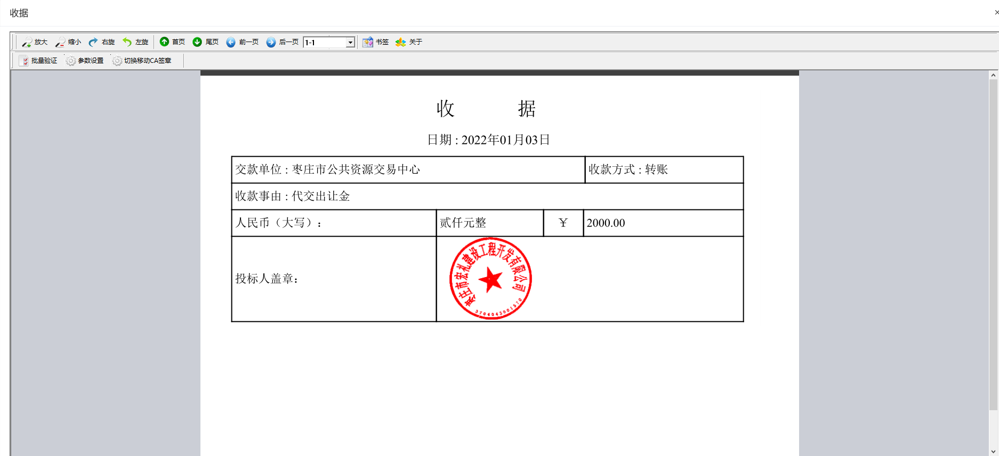 收据
×
放大 缩小 右旋 左旋 首页 尾页 前一页 后一页 1-1 书签 关于
批量验证 参数设置 切换移动CA签章
收 据
日期 : 2022年01月03日
交款单位 : 枣庄市公共资源交易中心 收款方式 : 转账
收款事由 : 代交出让金
人民币（大写）: 贰仟元整 ¥ 2000.00
投标人盖章:
枣庄市宏礼建设工程开发有限公司
3704043001570